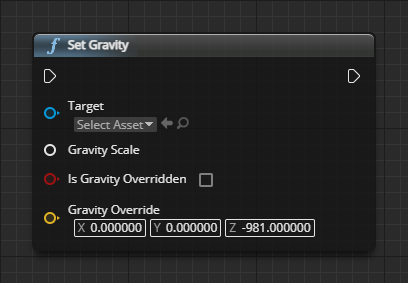 f Set Gravity
Target
Select Asset
Gravity Scale
Is Gravity Overridden
Gravity Override
X 0.000000 Y 0.000000 Z -981.000000